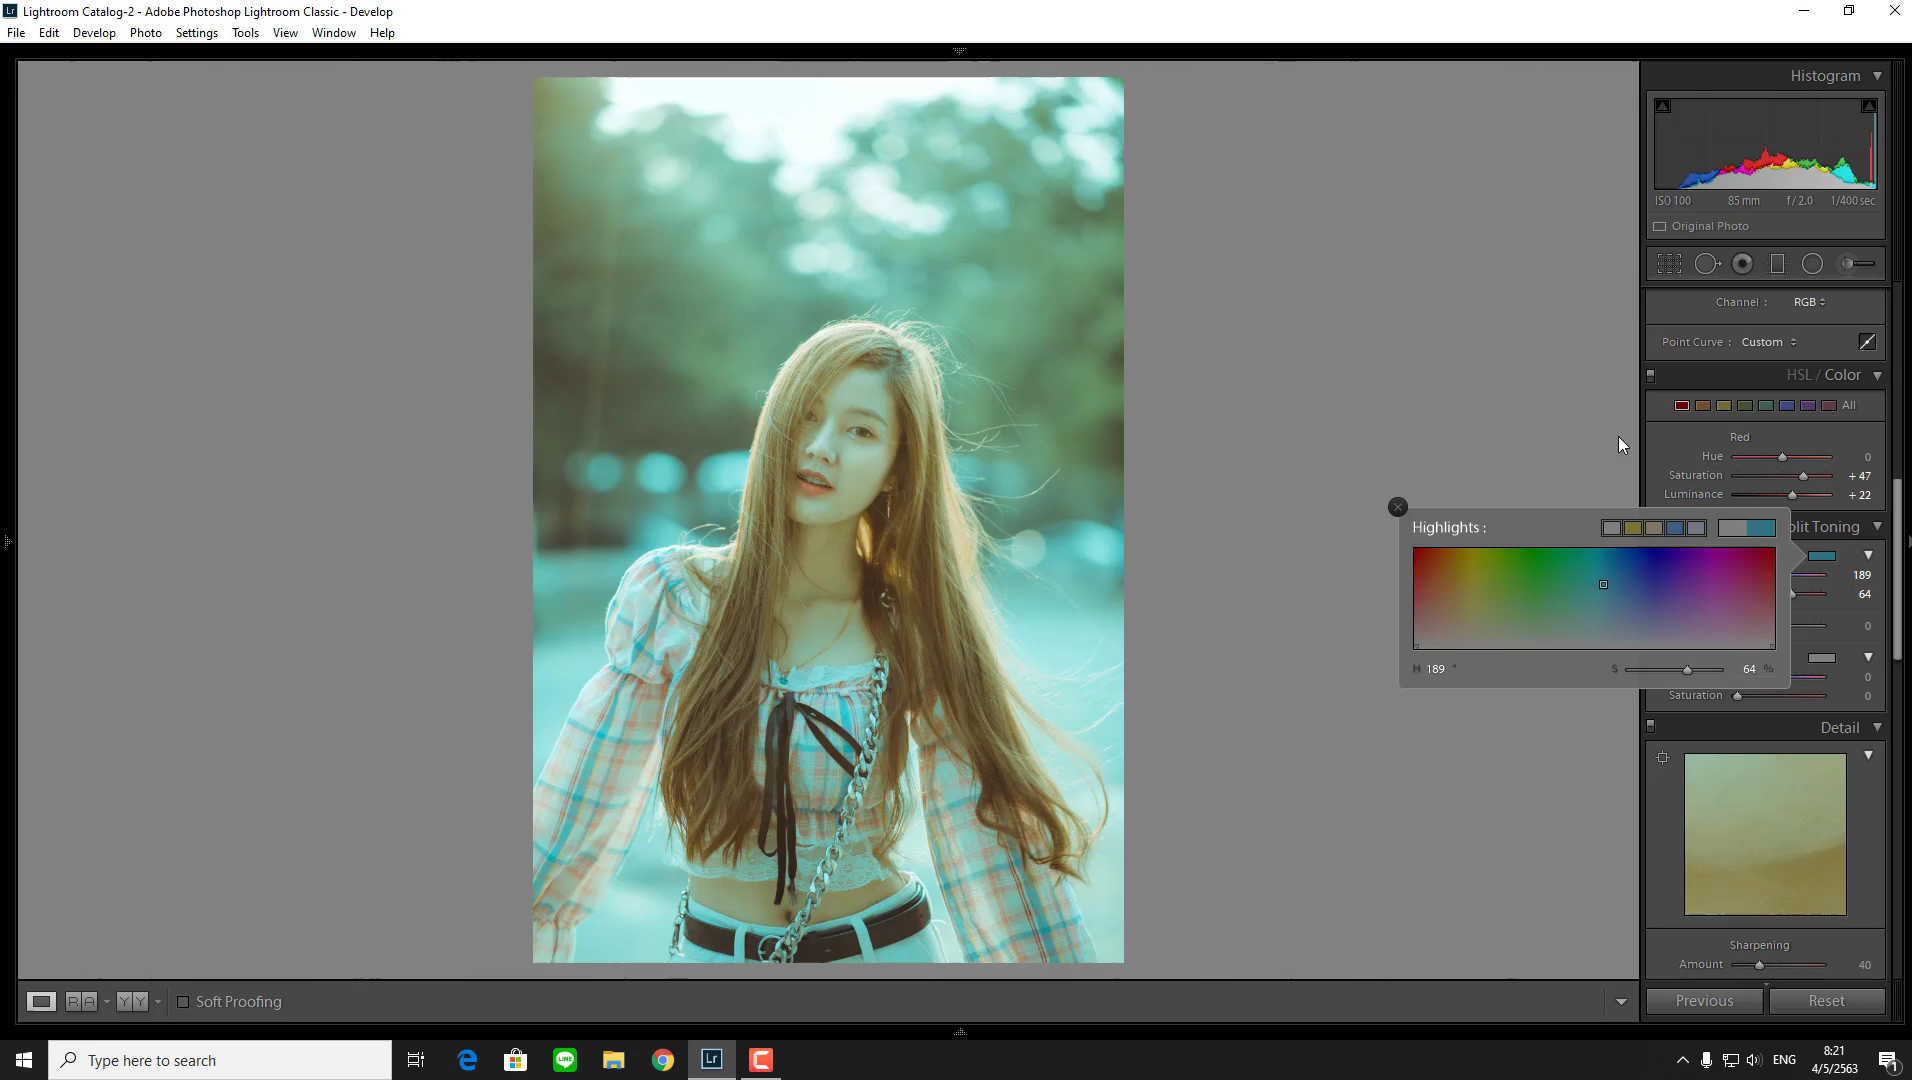 Lightroom Catalog-2 - Adobe Photoshop Lightroom Classic - Develop
File Edit Develop Photo Settings Tools View Window Help
Histogram
ISO 100 85 mm f / 2.0 1/400 sec
Original Photo
Channel : RGB
Point Curve : Custom
HSL / Color
All
Red
Hue 0
Saturation + 47
Luminance + 22
Highlights :
lit Toning
189
64
0
H 189 ° S 64 %
0
Saturation 0
Detail
Sharpening
Amount 40
R A Y Y Soft Proofing
Previous Reset
Type here to search
Lr
ENG
8:21
4/5/2563
1